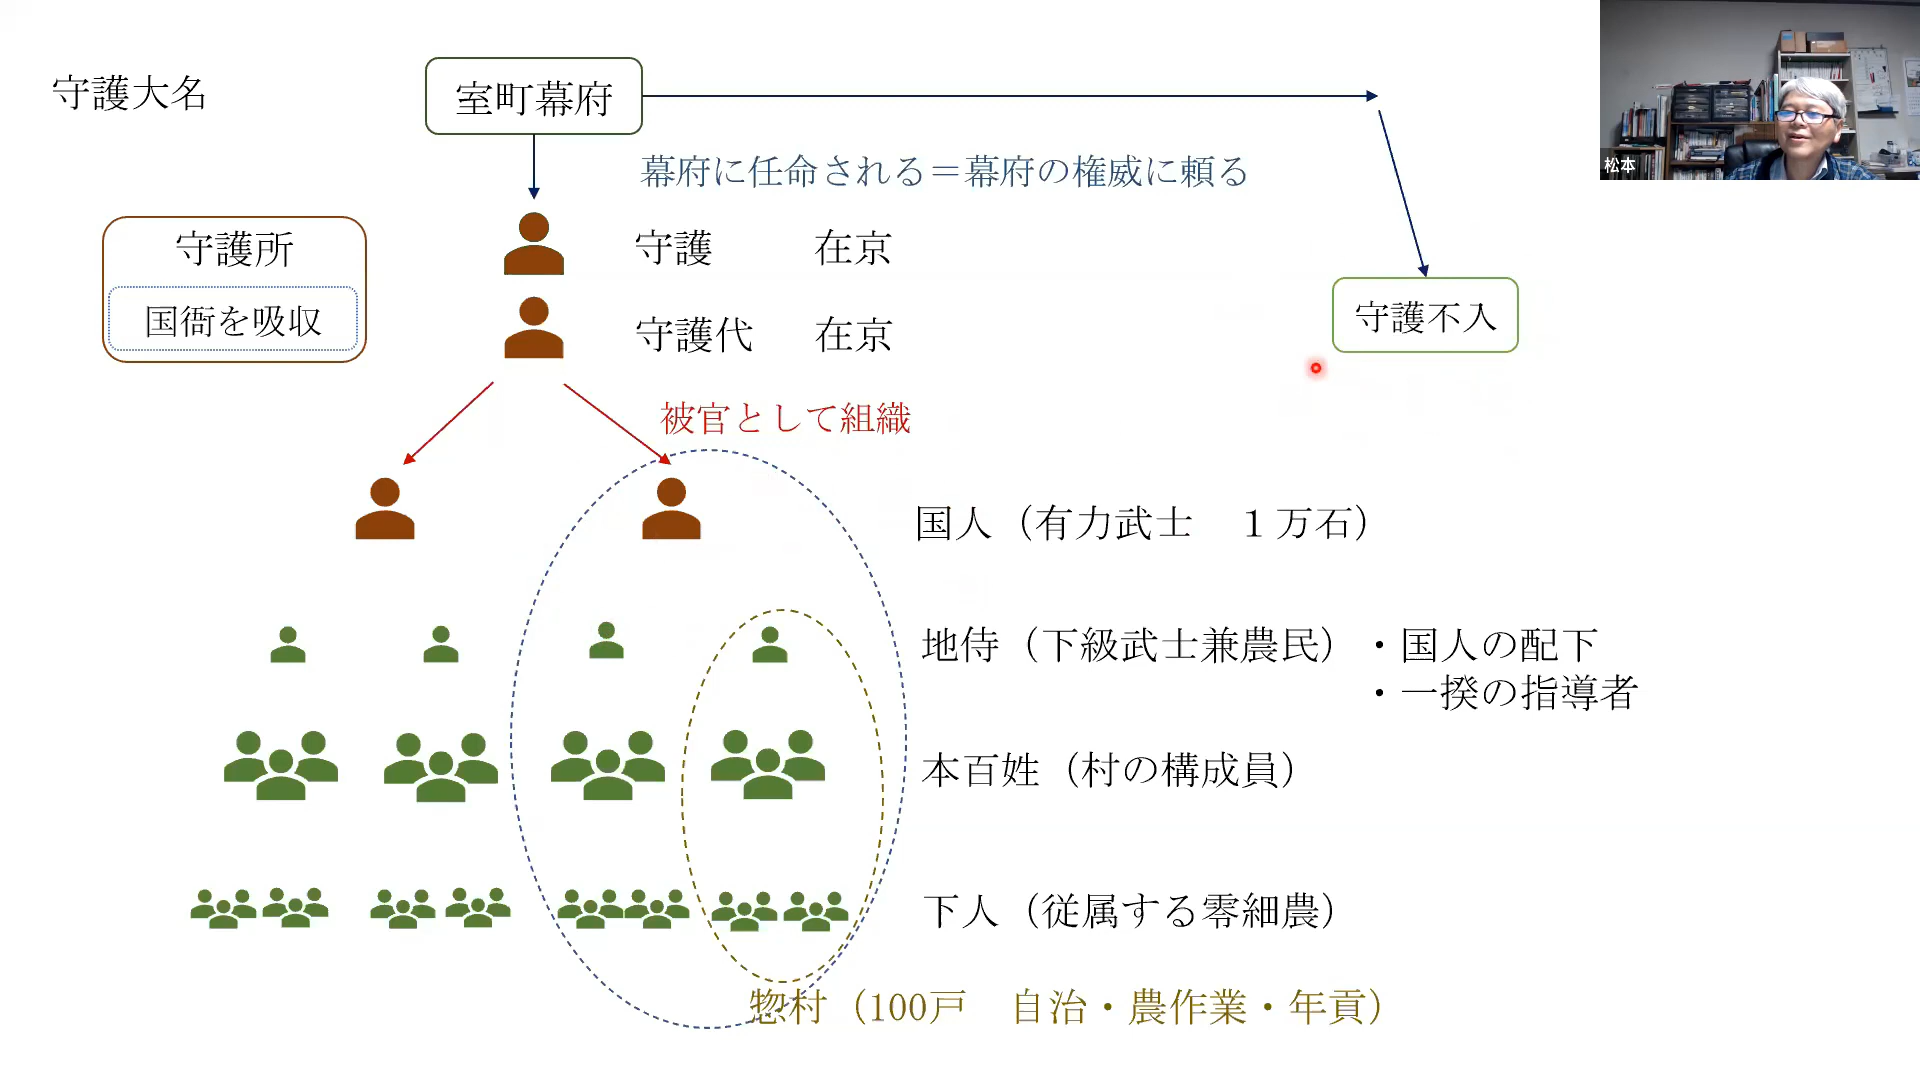 守護大名
室町幕府
松本
幕府に任命される＝幕府の権威に頼る
守護所
国衙を吸収
守護　　在京
守護代　在京
守護不入
被官として組織
国人（有力武士　１万石）
地侍（下級武士兼農民）・国人の配下
・一揆の指導者
本百姓（村の構成員）
下人（従属する零細農）
惣村（100戸　自治・農作業・年貢）